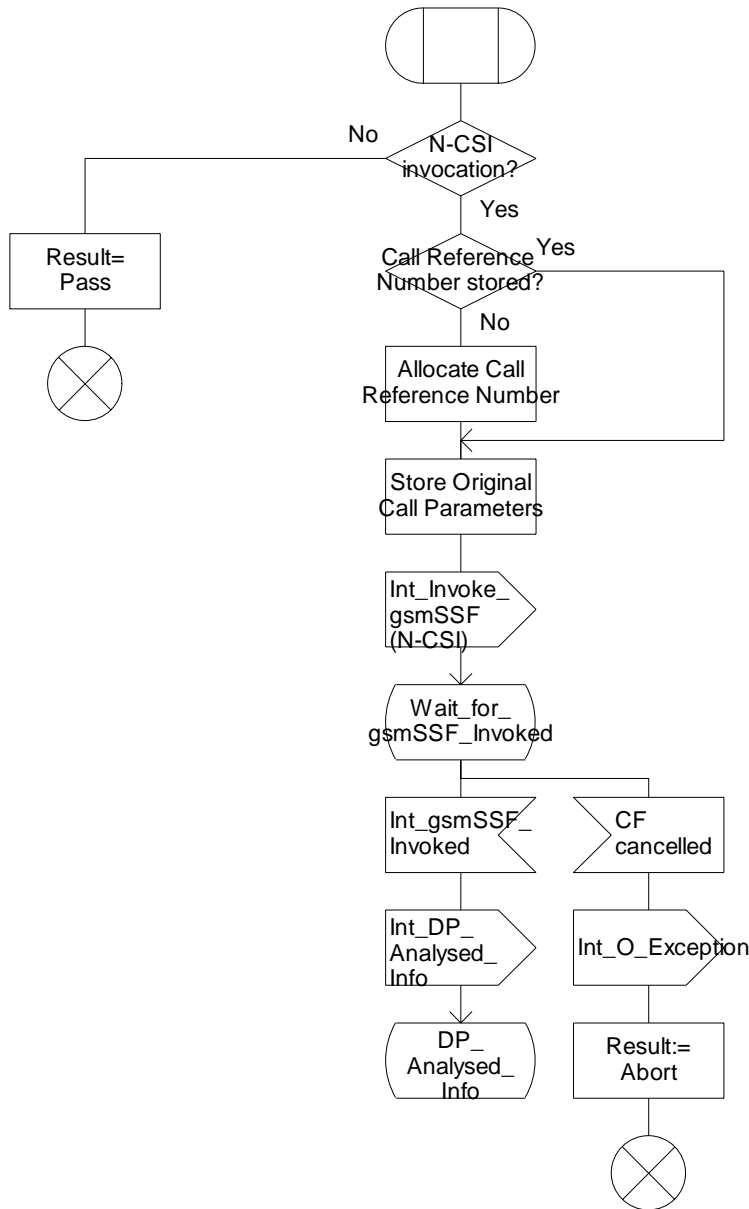 No
N-CSI
invocation?
Yes
Result=
Pass
Call Reference
Number stored?
Yes
No
Allocate Call
Reference Number
Store Original
Call Parameters
Int_Invoke_
gsmSSF
(N-CSI)
Wait_for_
gsmSSF_Invoked
Int_gsmSSF_
Invoked
CF
cancelled
Int_DP_
Analysed_
Info
Int_O_Exception
DP_
Analysed_
Info
Result:=
Abort